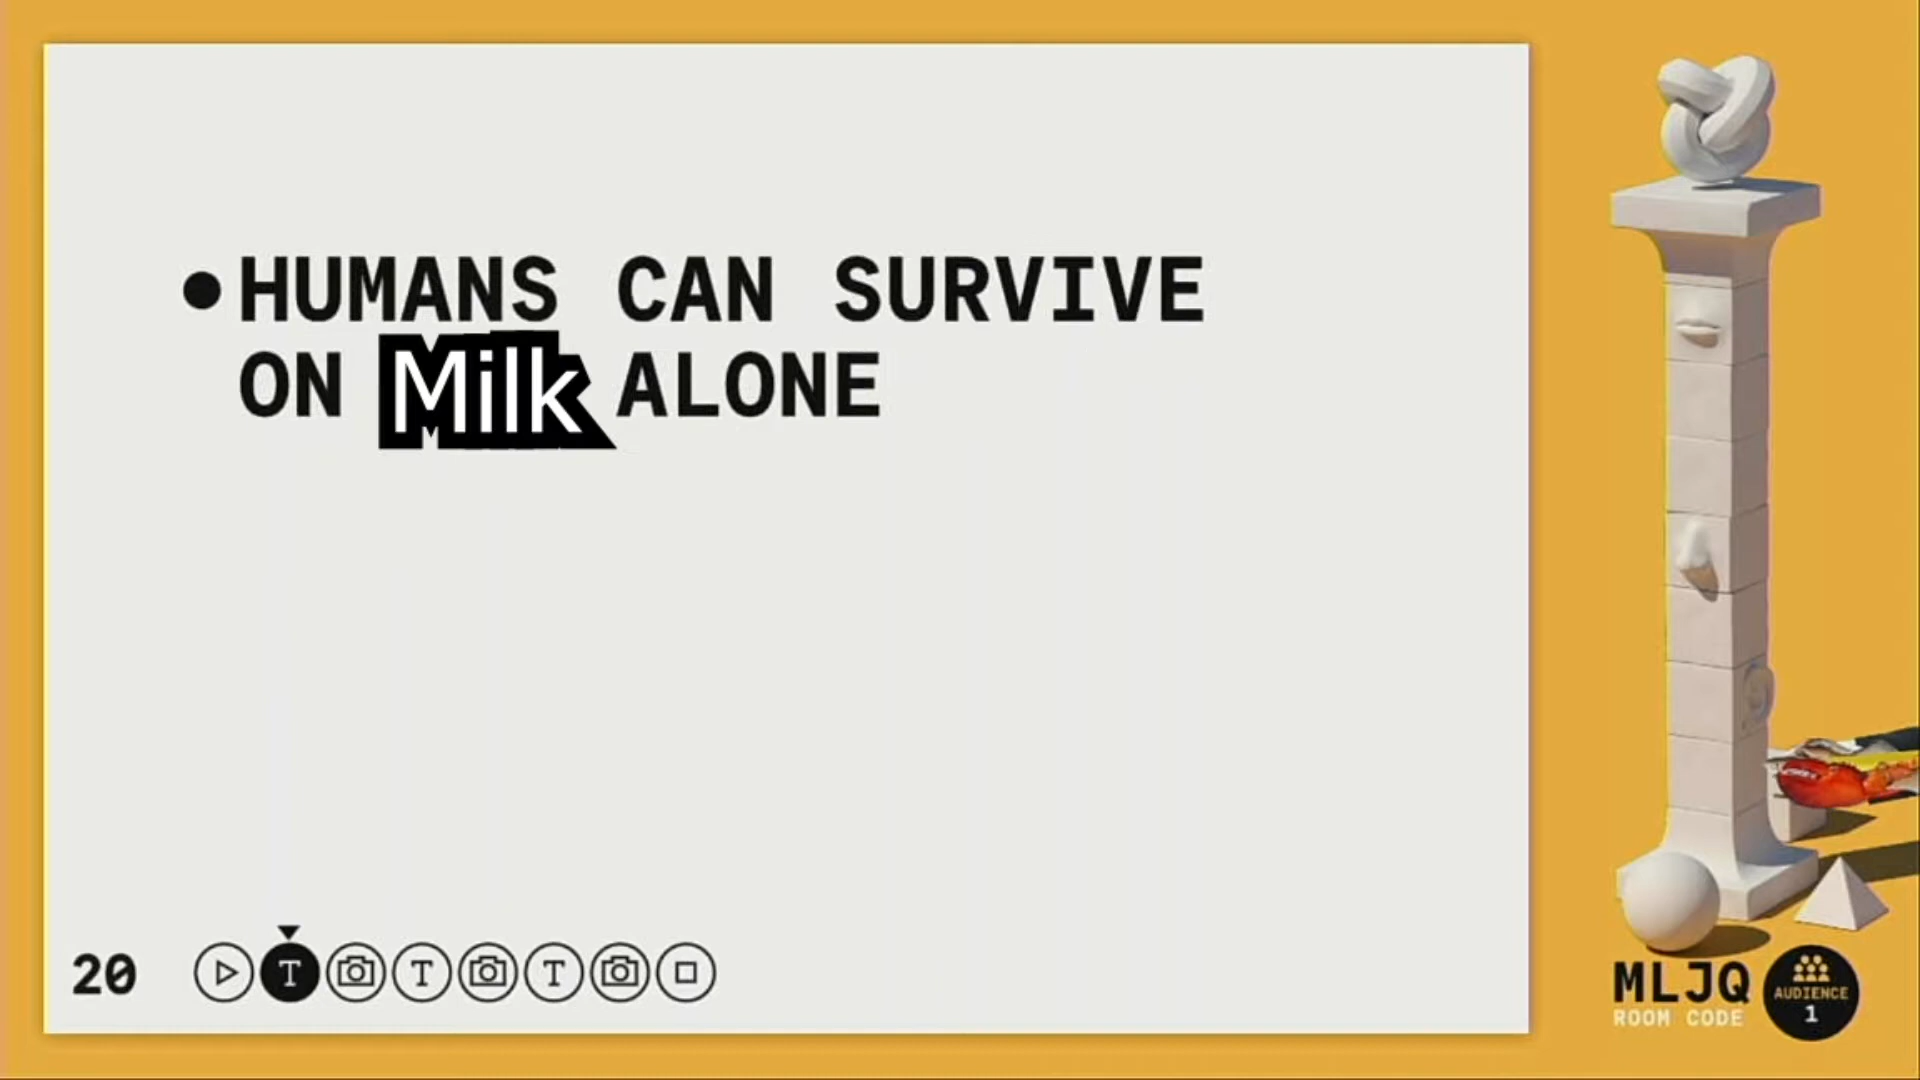 •HUMANS CAN SURVIVE
ON Milk ALONE
20
T T T
MLJQ
ROOM CODE
AUDIENCE
1